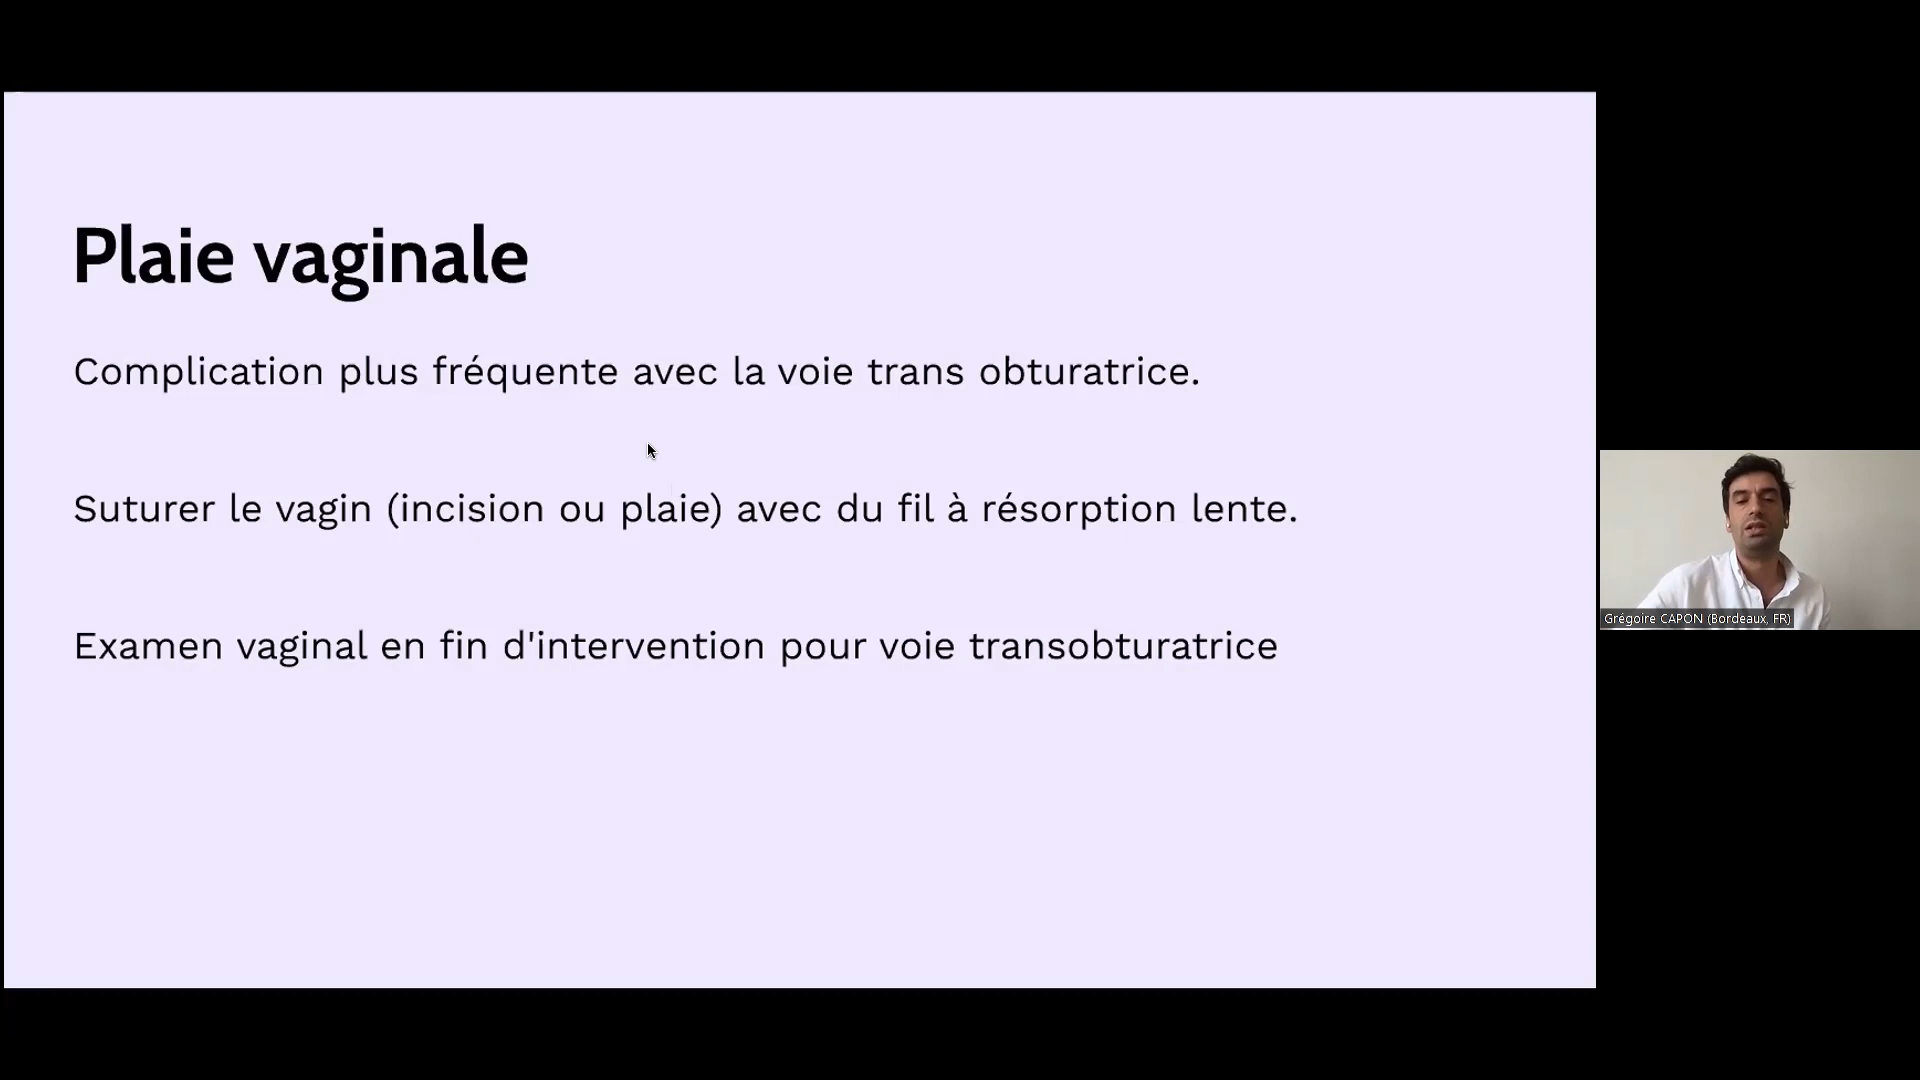 Plaie vaginale
Complication plus fréquente avec la voie trans obturatrice.
Suturer le vagin (incision ou plaie) avec du fil à résorption lente.
Examen vaginal en fin d'intervention pour voie transobturatrice
Grégoire CAPON (Bordeaux, FR)